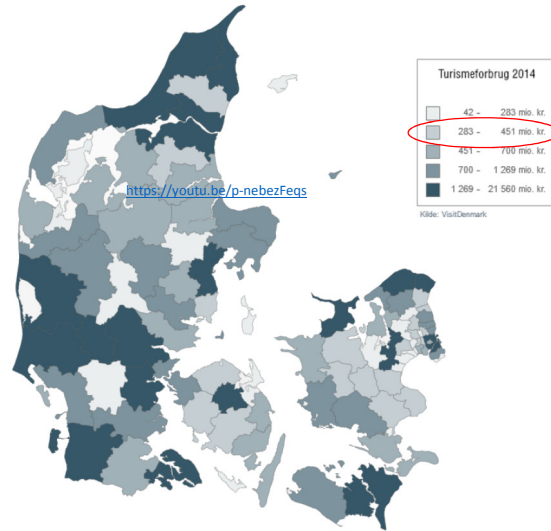 Turismeforbrug 2014
42 - 283 mio. kr.
283 - 451 mio. kr.
451 - 700 mio. kr.
700 - 1 269 mio. kr.
1 269 - 21 560 mio. kr.
Kilde: VisitDenmark
https://youtu.be/p-nebezFeqs